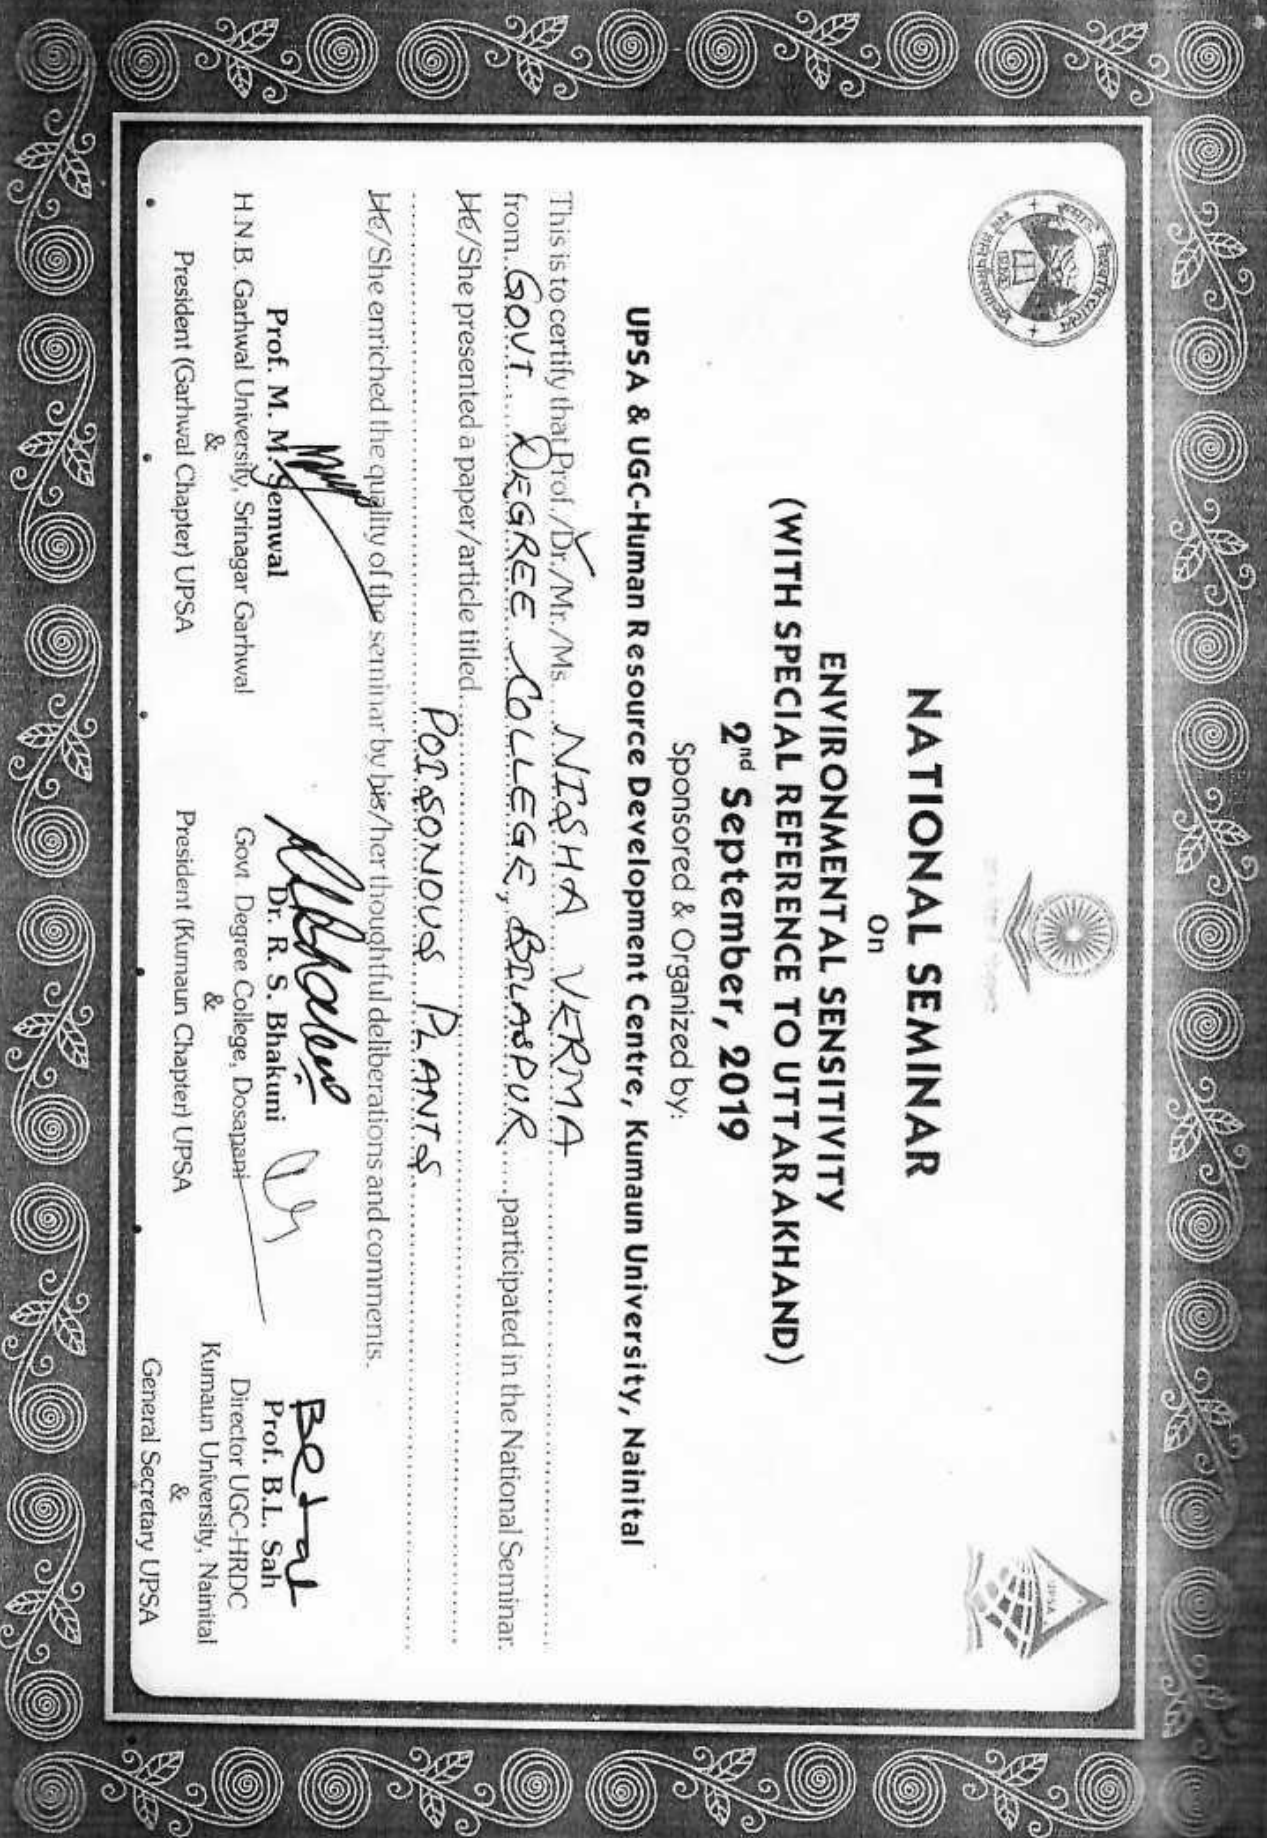 UPSA
NATIONAL SEMINAR
On
ENVIRONMENTAL SENSITIVITY
(WITH SPECIAL REFERENCE TO UTTARAKHAND)
2nd September, 2019
Sponsored & Organized by:
UPSA & UGC-Human Resource Development Centre, Kumaun University, Nainital
This is to certify that Prof./Dr./Mr./Ms. NISHA VERMA
from GOVT DEGREE COLLEGE, BILASPUR participated in the National Seminar.
He/She presented a paper/article titled
POISONOUS PLANTS
He/She enriched the quality of the seminar by his/her thoughtful deliberations and comments.
Prof. M. M. Semwal
H.N.B. Garhwal University, Srinagar Garhwal
&
President (Garhwal Chapter) UPSA
Dr. R. S. Bhakuni
Govt. Degree College, Dosapani
&
President (Kumaun Chapter) UPSA
Prof. B.L. Sah
Director UGC-HRDC
Kumaun University, Nainital
&
General Secretary UPSA